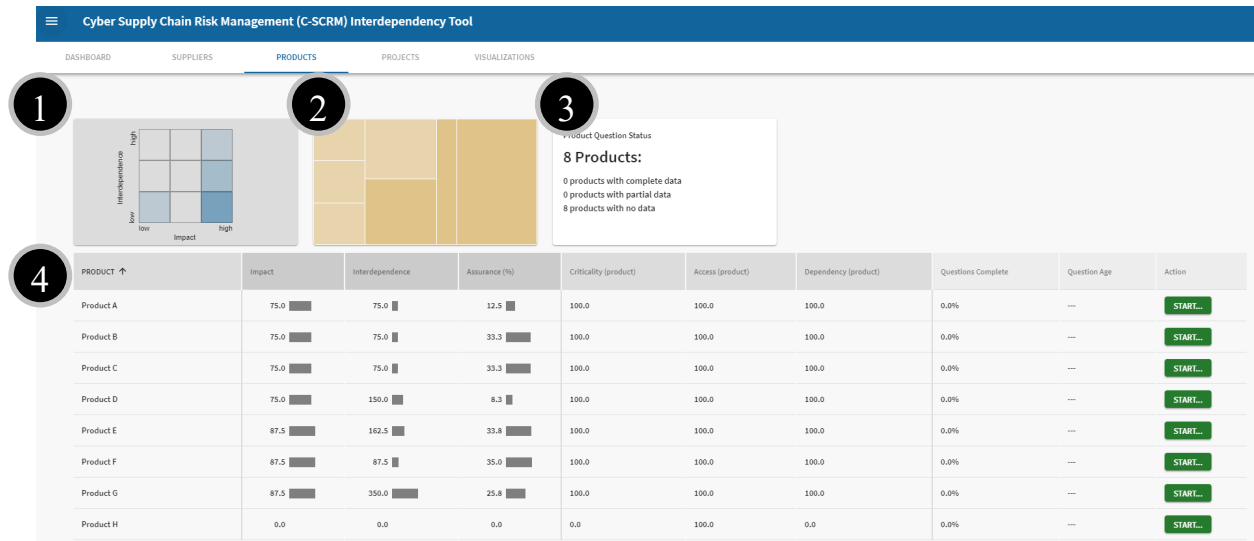 Cyber Supply Chain Risk Management (C-SCRM) Interdependency Tool
DASHBOARD SUPPLIERS PRODUCTS PROJECTS VISUALIZATIONS
1 2 3
high
Interdependence
low
low high
Impact
Product Question Status
8 Products:
0 products with complete data
0 products with partial data
8 products with no data
4
PRODUCT ↑ Impact Interdependence Assurance (%) Criticality (product) Access (product) Dependency (product) Questions Complete Question Age Action
Product A 75.0 75.0 12.5 100.0 100.0 100.0 0.0% --- START...
Product B 75.0 75.0 33.3 100.0 100.0 100.0 0.0% --- START...
Product C 75.0 75.0 33.3 100.0 100.0 100.0 0.0% --- START...
Product D 75.0 150.0 8.3 100.0 100.0 100.0 0.0% --- START...
Product E 87.5 162.5 33.8 100.0 100.0 100.0 0.0% --- START...
Product F 87.5 87.5 35.0 100.0 100.0 100.0 0.0% --- START...
Product G 87.5 350.0 25.8 100.0 100.0 100.0 0.0% --- START...
Product H 0.0 0.0 0.0 0.0 100.0 0.0 0.0% --- START...